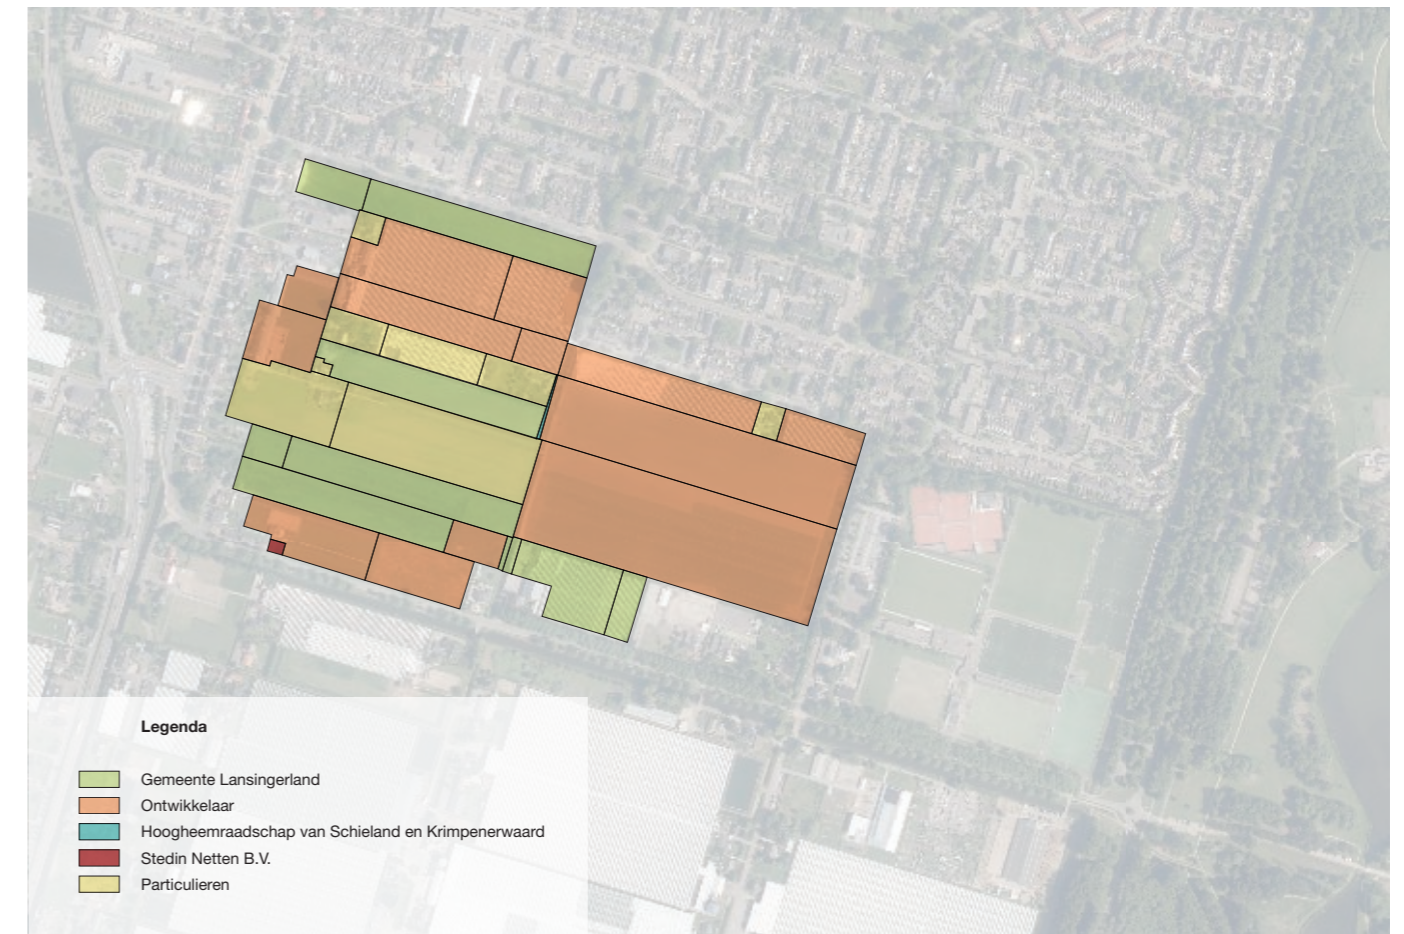 Legenda
Gemeente Lansingerland
Ontwikkelaar
Hoogheemraadschap van Schieland en Krimpenerwaard
Stedin Netten B.V.
Particulieren